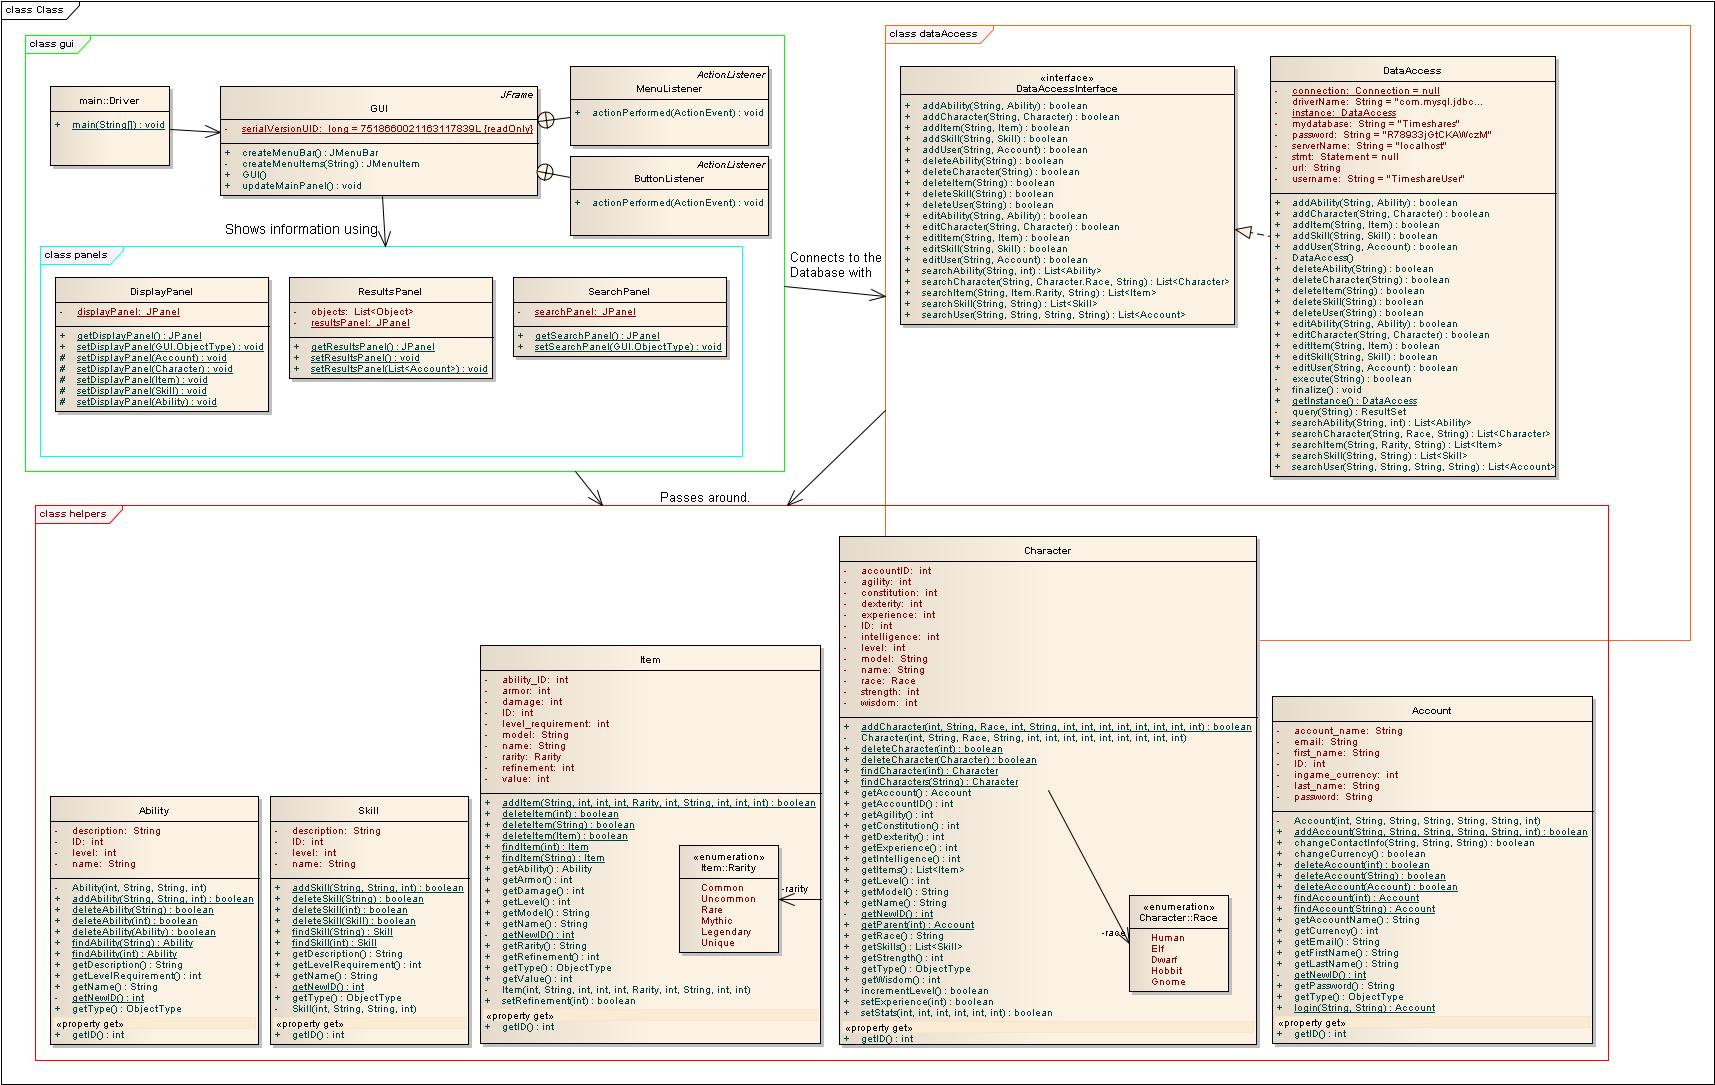 class Class
class gui
main::Driver
+ main(String[]) : void
JFrame
GUI
- serialVersionUID: long = 7518660021163117839L {readOnly}
+ createMenuBar() : JMenuBar
- createMenuItems(String) : JMenuItem
+ GUI()
+ updateMainPanel() : void
ActionListener
MenuListener
+ actionPerformed(ActionEvent) : void
ActionListener
ButtonListener
+ actionPerformed(ActionEvent) : void
Shows information using
class panels
DisplayPanel
- displayPanel: JPanel
+ getDisplayPanel() : JPanel
+ setDisplayPanel(GUI.ObjectType) : void
# setDisplayPanel(Account) : void
# setDisplayPanel(Character) : void
# setDisplayPanel(Item) : void
# setDisplayPanel(Skill) : void
# setDisplayPanel(Ability) : void
ResultsPanel
- objects: List<Object>
- resultsPanel: JPanel
+ getResultsPanel() : JPanel
+ setResultsPanel() : void
+ setResultsPanel(List<Account>) : void
SearchPanel
- searchPanel: JPanel
+ getSearchPanel() : JPanel
+ setSearchPanel(GUI.ObjectType) : void
Connects to the
Database with
class dataAccess
«interface»
DataAccessInterface
+ addAbility(String, Ability) : boolean
+ addCharacter(String, Character) : boolean
+ addItem(String, Item) : boolean
+ addSkill(String, Skill) : boolean
+ addUser(String, Account) : boolean
+ deleteAbility(String) : boolean
+ deleteCharacter(String) : boolean
+ deleteItem(String) : boolean
+ deleteSkill(String) : boolean
+ deleteUser(String) : boolean
+ editAbility(String, Ability) : boolean
+ editCharacter(String, Character) : boolean
+ editItem(String, Item) : boolean
+ editSkill(String, Skill) : boolean
+ editUser(String, Account) : boolean
+ searchAbility(String, int) : List<Ability>
+ searchCharacter(String, Character.Race, String) : List<Character>
+ searchItem(String, Item.Rarity, String) : List<Item>
+ searchSkill(String, String) : List<Skill>
+ searchUser(String, String, String, String) : List<Account>
DataAccess
- connection: Connection = null
- driverName: String = "com.mysql.jdbc...
- instance: DataAccess
- mydatabase: String = "Timeshares"
- password: String = "R78933jGtCKAWczM"
- serverName: String = "localhost"
- stmt: Statement = null
- url: String
- username: String = "TimeshareUser"
+ addAbility(String, Ability) : boolean
+ addCharacter(String, Character) : boolean
+ addItem(String, Item) : boolean
+ addSkill(String, Skill) : boolean
+ addUser(String, Account) : boolean
- DataAccess()
+ deleteAbility(String) : boolean
+ deleteCharacter(String) : boolean
+ deleteItem(String) : boolean
+ deleteSkill(String) : boolean
+ deleteUser(String) : boolean
+ editAbility(String, Ability) : boolean
+ editCharacter(String, Character) : boolean
+ editItem(String, Item) : boolean
+ editSkill(String, Skill) : boolean
+ editUser(String, Account) : boolean
- execute(String) : boolean
+ finalize() : void
+ getInstance() : DataAccess
- query(String) : ResultSet
+ searchAbility(String, int) : List<Ability>
+ searchCharacter(String, Race, String) : List<Character>
+ searchItem(String, Rarity, String) : List<Item>
+ searchSkill(String, String) : List<Skill>
+ searchUser(String, String, String, String) : List<Account>
Passes around.
class helpers
Ability
- description: String
- ID: int
- level: int
- name: String
- Ability(int, String, String, int)
+ addAbility(String, String, int) : boolean
+ deleteAbility(String) : boolean
+ deleteAbility(int) : boolean
+ deleteAbility(Ability) : boolean
+ findAbility(String) : Ability
+ findAbility(int) : Ability
+ getDescription() : String
+ getLevelRequirement() : int
+ getName() : String
- getNewID() : int
+ getType() : ObjectType
«property get»
+ getID() : int
Skill
- description: String
- ID: int
- level: int
- name: String
+ addSkill(String, String, int) : boolean
+ deleteSkill(String) : boolean
+ deleteSkill(int) : boolean
+ deleteSkill(Skill) : boolean
+ findSkill(String) : Skill
+ findSkill(int) : Skill
+ getDescription() : String
+ getLevelRequirement() : int
+ getName() : String
- getNewID() : int
+ getType() : ObjectType
- Skill(int, String, String, int)
«property get»
+ getID() : int
Item
- ability_ID: int
- armor: int
- damage: int
- ID: int
- level_requirement: int
- model: String
- name: String
- rarity: Rarity
- refinement: int
- value: int
+ addItem(String, int, int, int, Rarity, int, String, int, int, int) : boolean
+ deleteItem(int) : boolean
+ deleteItem(String) : boolean
+ deleteItem(Item) : boolean
+ findItem(int) : Item
+ findItem(String) : Item
+ getAbility() : Ability
+ getArmor() : int
+ getDamage() : int
+ getLevel() : int
+ getModel() : String
+ getName() : String
- getNewID() : int
+ getRarity() : String
+ getRefinement() : int
+ getType() : ObjectType
+ getValue() : int
- Item(int, String, int, int, int, Rarity, int, String, int, int)
+ setRefinement(int) : boolean
«property get»
+ getID() : int
«enumeration»
Item::Rarity
Common
Uncommon
Rare
Mythic
Legendary
Unique
-rarity
Character
- accountID: int
- agility: int
- constitution: int
- dexterity: int
- experience: int
- ID: int
- intelligence: int
- level: int
- model: String
- name: String
- race: Race
- strength: int
- wisdom: int
+ addCharacter(int, String, Race, int, String, int, int, int, int, int, int, int, int) : boolean
- Character(int, String, Race, String, int, int, int, int, int, int, int, int, int)
+ deleteCharacter(int) : boolean
+ deleteCharacter(Character) : boolean
+ findCharacter(int) : Character
+ findCharacters(String) : Character
+ getAccount() : Account
+ getAccountID() : int
+ getAgility() : int
+ getConstitution() : int
+ getDexterity() : int
+ getExperience() : int
+ getIntelligence() : int
+ getItems() : List<Item>
+ getLevel() : int
+ getModel() : String
+ getName() : String
- getNewID() : int
+ getParent(int) : Account
+ getRace() : String
+ getSkills() : List<Skill>
+ getStrength() : int
+ getType() : ObjectType
+ getWisdom() : int
+ incrementLevel() : boolean
+ setExperience(int) : boolean
+ setStats(int, int, int, int, int, int) : boolean
«property get»
+ getID() : int
-race
«enumeration»
Character::Race
Human
Elf
Dwarf
Hobbit
Gnome
Account
- account_name: String
- email: String
- first_name: String
- ID: int
- ingame_currency: int
- last_name: String
- password: String
- Account(int, String, String, String, String, String, int)
+ addAccount(String, String, String, String, String, int) : boolean
+ changeContactInfo(String, String, String) : boolean
+ changeCurrency() : boolean
+ deleteAccount(int) : boolean
+ deleteAccount(String) : boolean
+ deleteAccount(Account) : boolean
+ findAccount(int) : Account
+ findAccount(String) : Account
+ getAccountName() : String
+ getCurrency() : int
+ getEmail() : String
+ getFirstName() : String
+ getLastName() : String
- getNewID() : int
+ getPassword() : String
+ getType() : ObjectType
+ login(String, String) : Account
«property get»
+ getID() : int